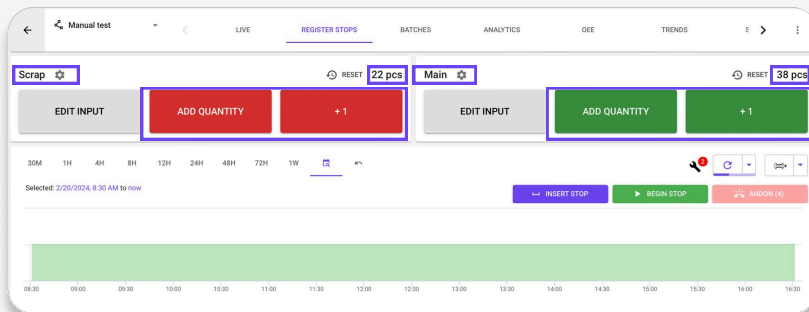 Manual test LIVE REGISTER STOPS BATCHES ANALYTICS OEE TRENDS S
Scrap RESET 22 pcs Main RESET 38 pcs
EDIT INPUT ADD QUANTITY + 1 EDIT INPUT ADD QUANTITY + 1
30M 1H 4H 8H 12H 24H 48H 72H 1W 2
Selected: 2/20/2024, 8:30 AM to now INSERT STOP BEGIN STOP ANDON (4)
08:30 09:00 09:30 10:00 10:30 11:00 11:30 12:00 12:30 13:00 13:30 14:00 14:30 15:00 15:30 16:00 16:30